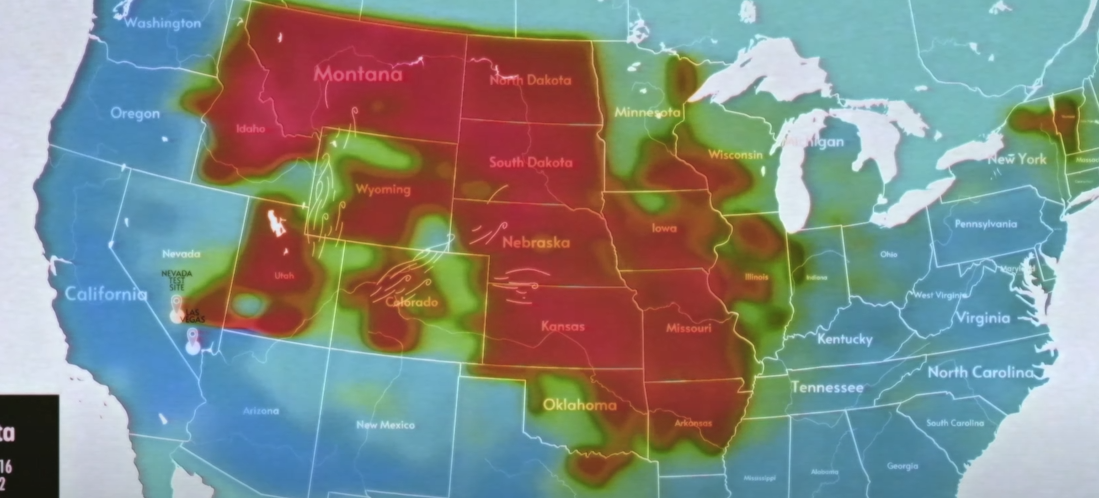 Washington
Montana
North Dakota
Oregon
Minnesota
Idaho
Michigan
Wisconsin
South Dakota
New York
Wyoming
Pennsylvania
Iowa
Nebraska
Nevada
Ohio
NEVADA
TEST
SITE
Utah
Illinois
Indiana
Maryland
California
Colorado
West Virginia
LAS
VEGAS
Virginia
Kansas
Missouri
Kentucky
North Carolina
Tennessee
Oklahoma
Arizona
New Mexico
Arkansas
South Carolina
ta
Georgia
16
2
Mississippi
Alabama